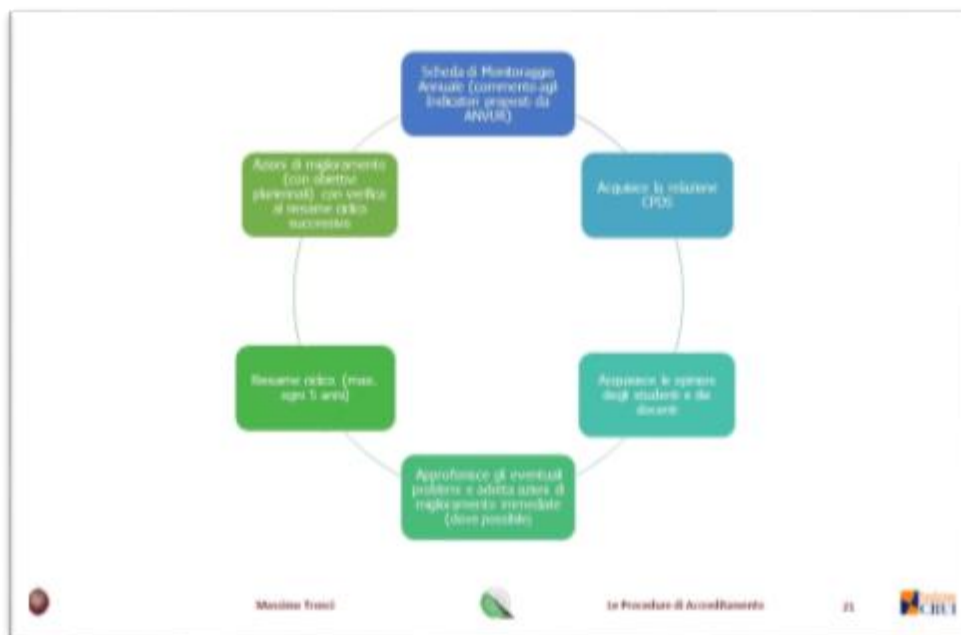 Scheda di Monitoraggio
Annuale (commento agli
Indicatori proposti da
ANVUR)
Acquisisce la relazione
CPDS
Acquisisce le opinioni
degli studenti e dei
docenti
Approfondisce gli eventuali
problemi e adotta azioni di
miglioramento immediate
(dove possibile)
Riesame ciclico (max.
ogni 5 anni)
Azioni di miglioramento
(con obiettivi
pluriennali) con verifica
al riesame ciclico
successivo
Massimo Tronci
Le Procedure di Accreditamento
21
CRUI